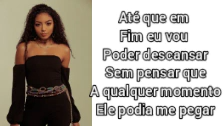 Até que em
Fim eu vou
Poder descansar
Sem pensar que
A qualquer momento
Ele podia me pegar